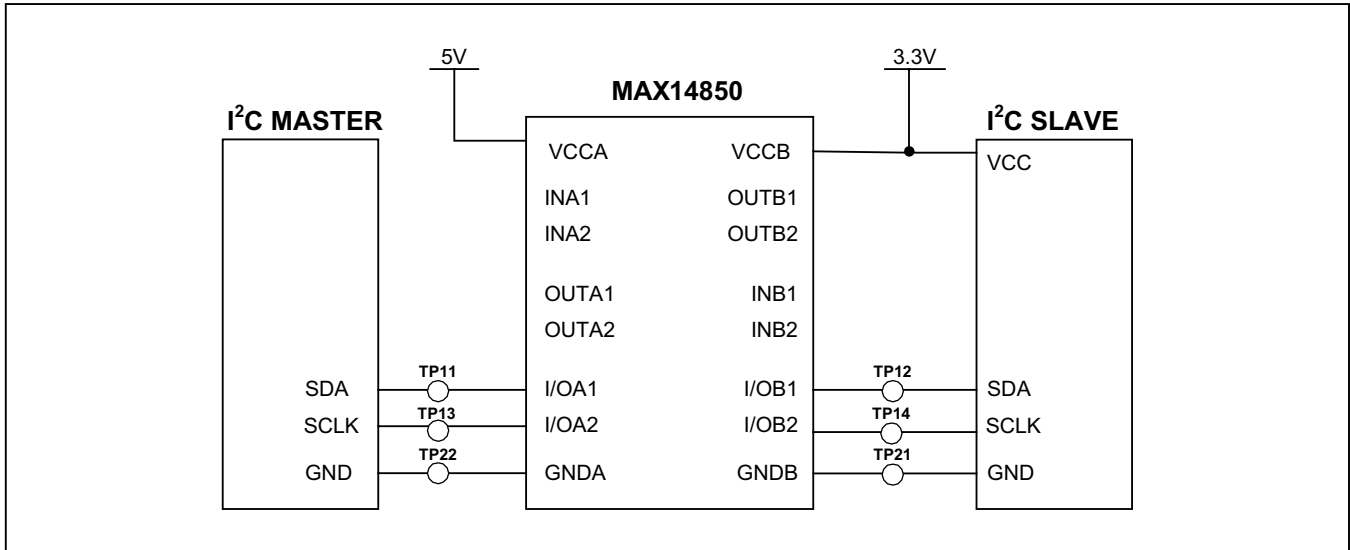 5V
3.3V
MAX14850
I²C MASTER
I²C SLAVE
VCCA
VCCB
VCC
INA1
OUTB1
INA2
OUTB2
OUTA1
INB1
OUTA2
INB2
TP11
TP12
SDA
I/OA1
I/OB1
SDA
TP13
TP14
SCLK
I/OA2
I/OB2
SCLK
TP22
TP21
GND
GNDA
GNDB
GND